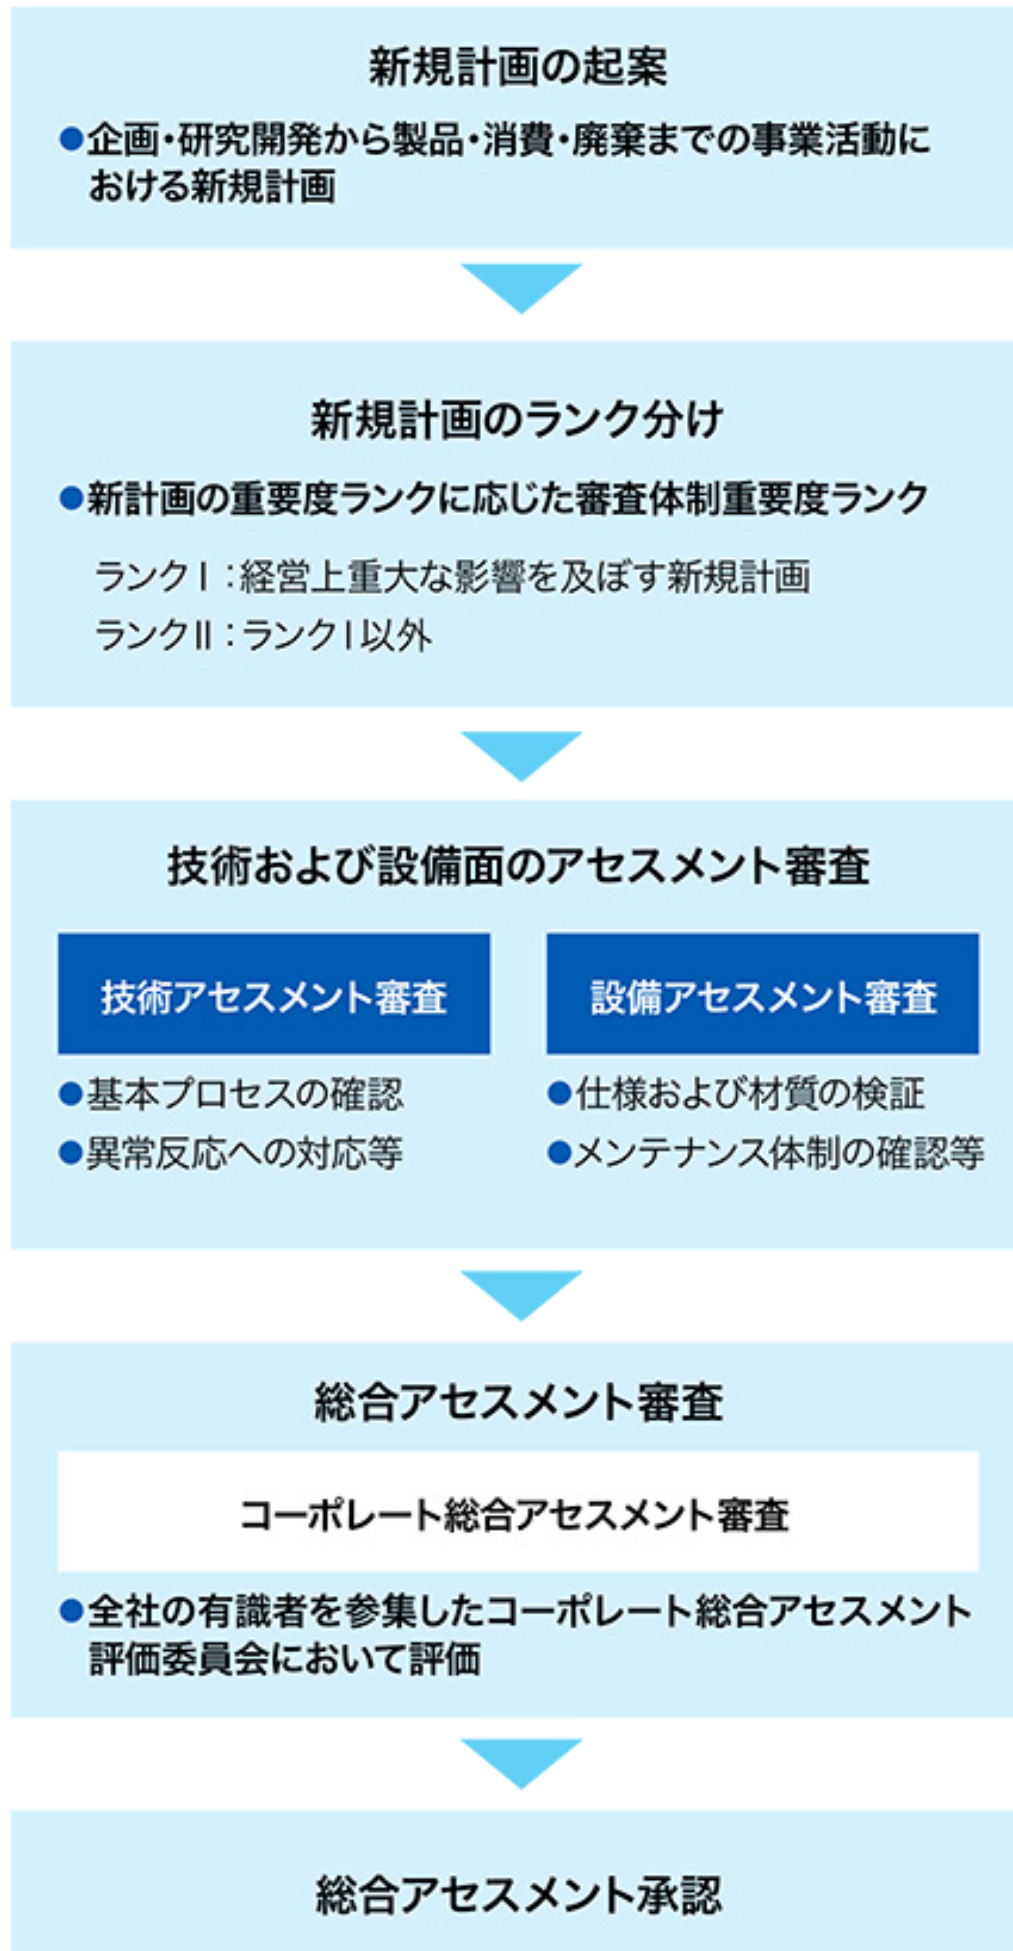 新規計画の起案
●企画・研究開発から製品・消費・廃棄までの事業活動に
おける新規計画
新規計画のランク分け
●新計画の重要度ランクに応じた審査体制重要度ランク
ランクⅠ：経営上重大な影響を及ぼす新規計画
ランクⅡ：ランクⅠ以外
技術および設備面のアセスメント審査
技術アセスメント審査
●基本プロセスの確認
●異常反応への対応等
設備アセスメント審査
●仕様および材質の検証
●メンテナンス体制の確認等
総合アセスメント審査
コーポレート総合アセスメント審査
●全社の有識者を参集したコーポレート総合アセスメント
評価委員会において評価
総合アセスメント承認